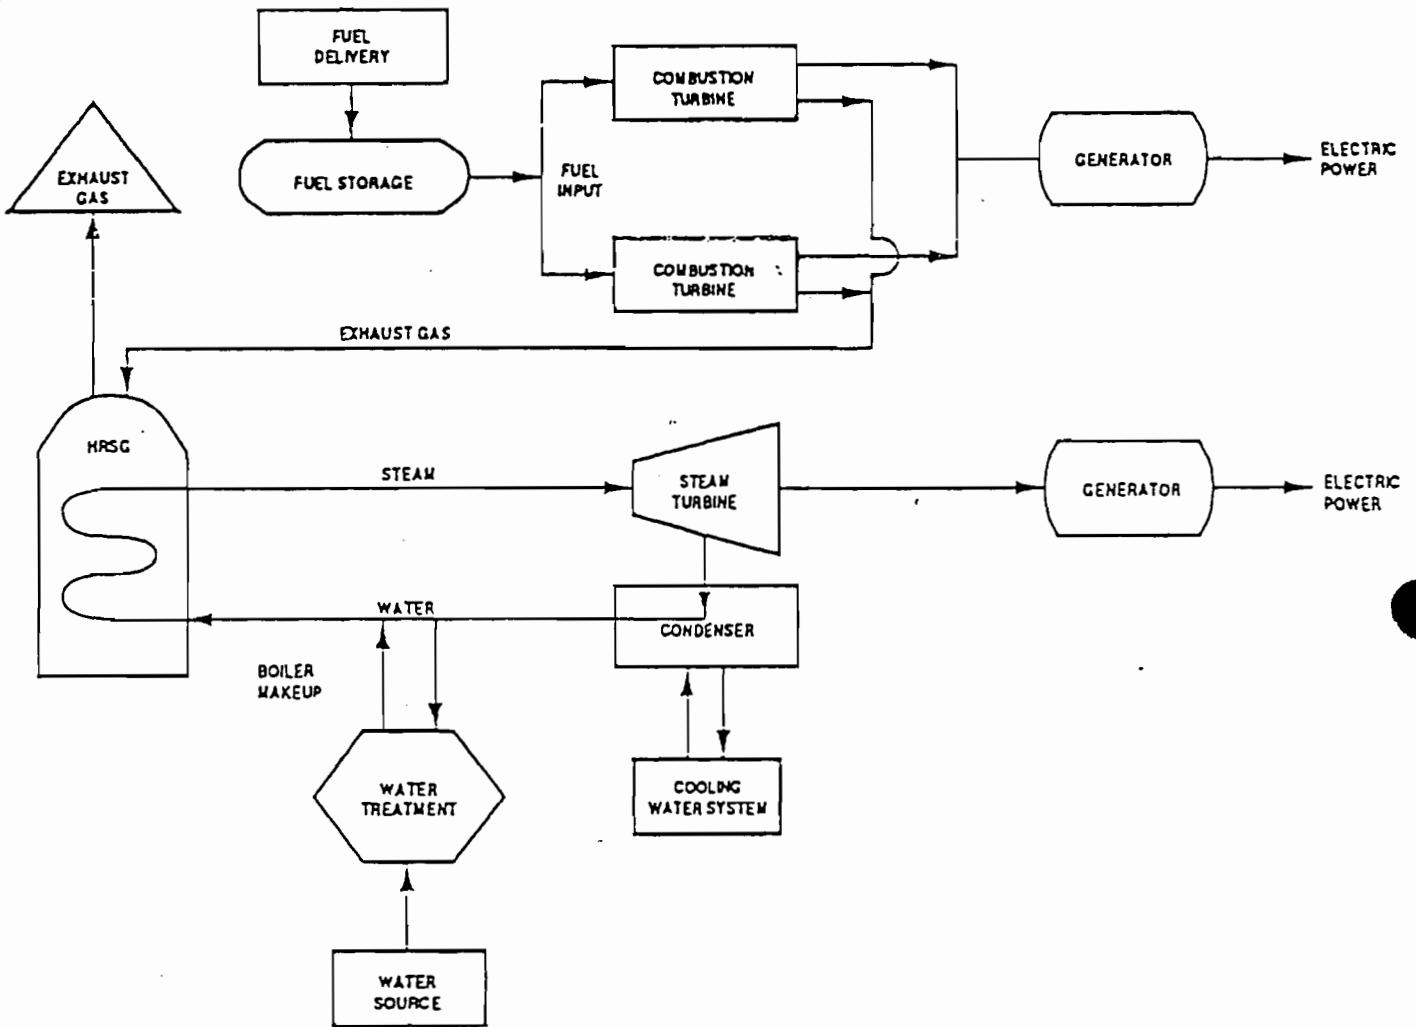 FUEL
DELIVERY
COMBUSTION
TURBINE
EXHAUST
GAS
FUEL STORAGE
FUEL
INPUT
GENERATOR
ELECTRIC
POWER
COMBUSTION
TURBINE
EXHAUST GAS
HRSG
STEAM
STEAM
TURBINE
GENERATOR
ELECTRIC
POWER
WATER
CONDENSER
BOILER
MAKEUP
WATER
TREATMENT
COOLING
WATER SYSTEM
WATER
SOURCE